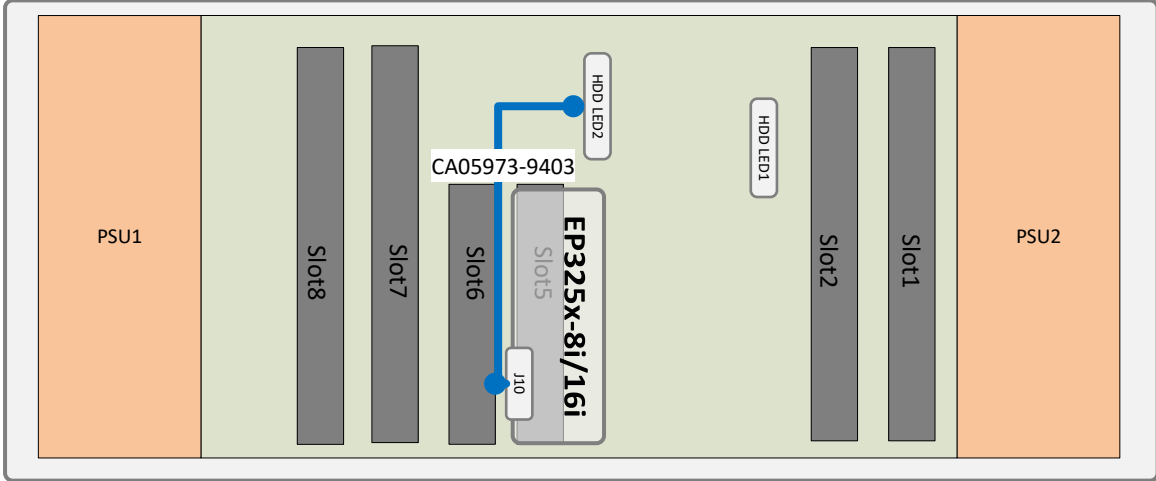 HDD LED2
HDD LED1
CA05973-9403
PSU1
Slot8
Slot7
Slot6
Slot5
EP325x-8i/16i
J10
Slot2
Slot1
PSU2